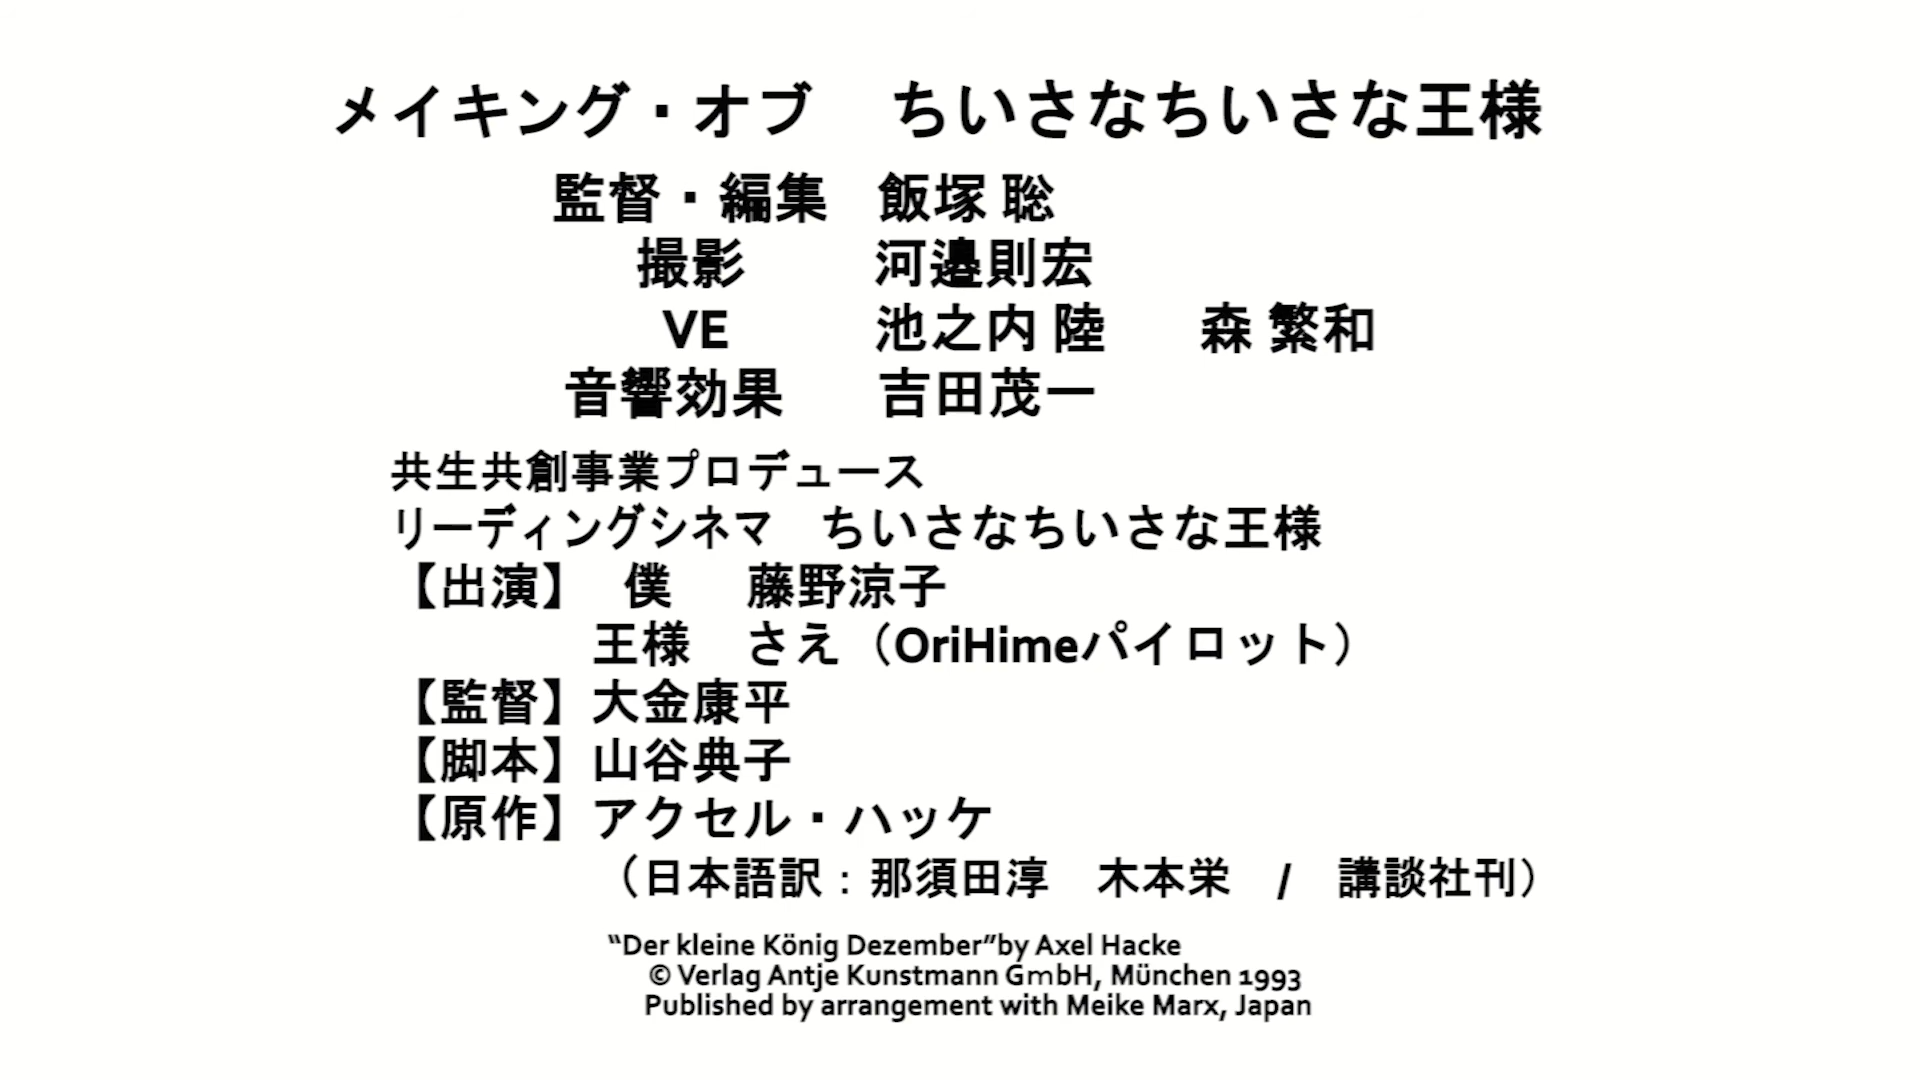 メイキング・オブ　ちいさなちいさな王様
監督・編集　飯塚 聡
撮影　河邉則宏
VE　池之内 陸　森 繁和
音響効果　吉田茂一
共生共創事業プロデュース
リーディングシネマ　ちいさなちいさな王様
【出演】　僕　藤野涼子
王様　さえ（OriHimeパイロット）
【監督】大金康平
【脚本】山谷典子
【原作】アクセル・ハッケ
（日本語訳：那須田淳　木本栄　/　講談社刊）
“Der kleine König Dezember”by Axel Hacke
© Verlag Antje Kunstmann GmbH, München 1993
Published by arrangement with Meike Marx, Japan